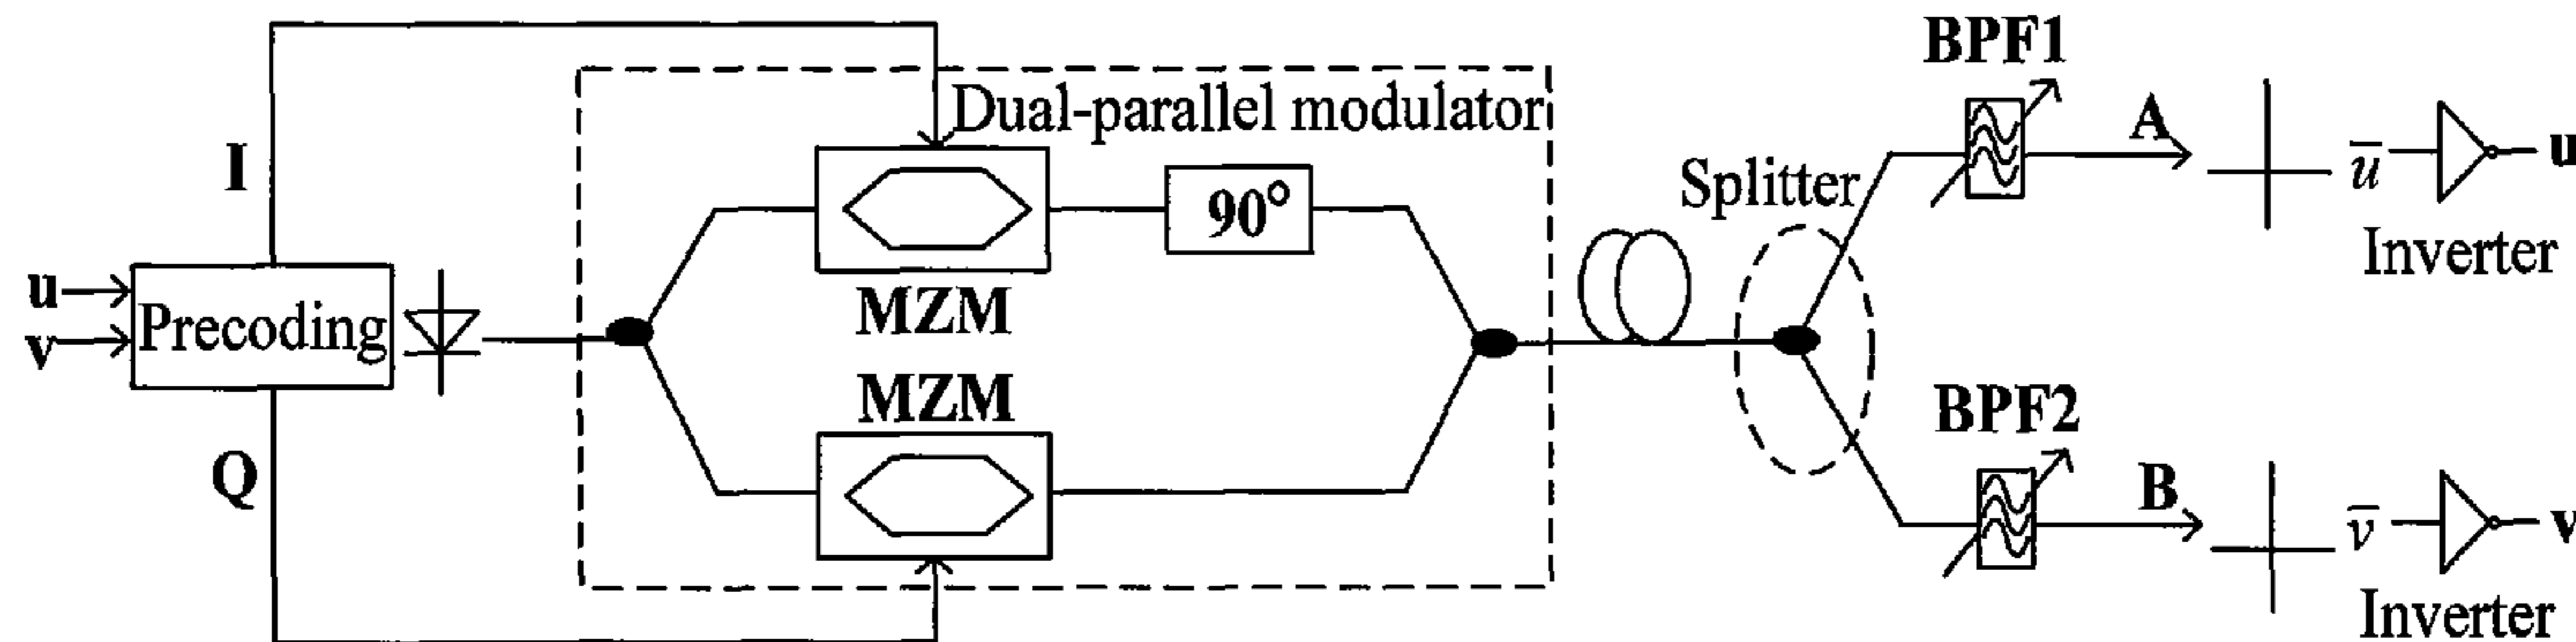 BPF1
Dual-parallel modulator
A
I
Splitter
90°
u̅
u
Inverter
u
v
Precoding
MZM
MZM
BPF2
Q
B
v̅
v
Inverter